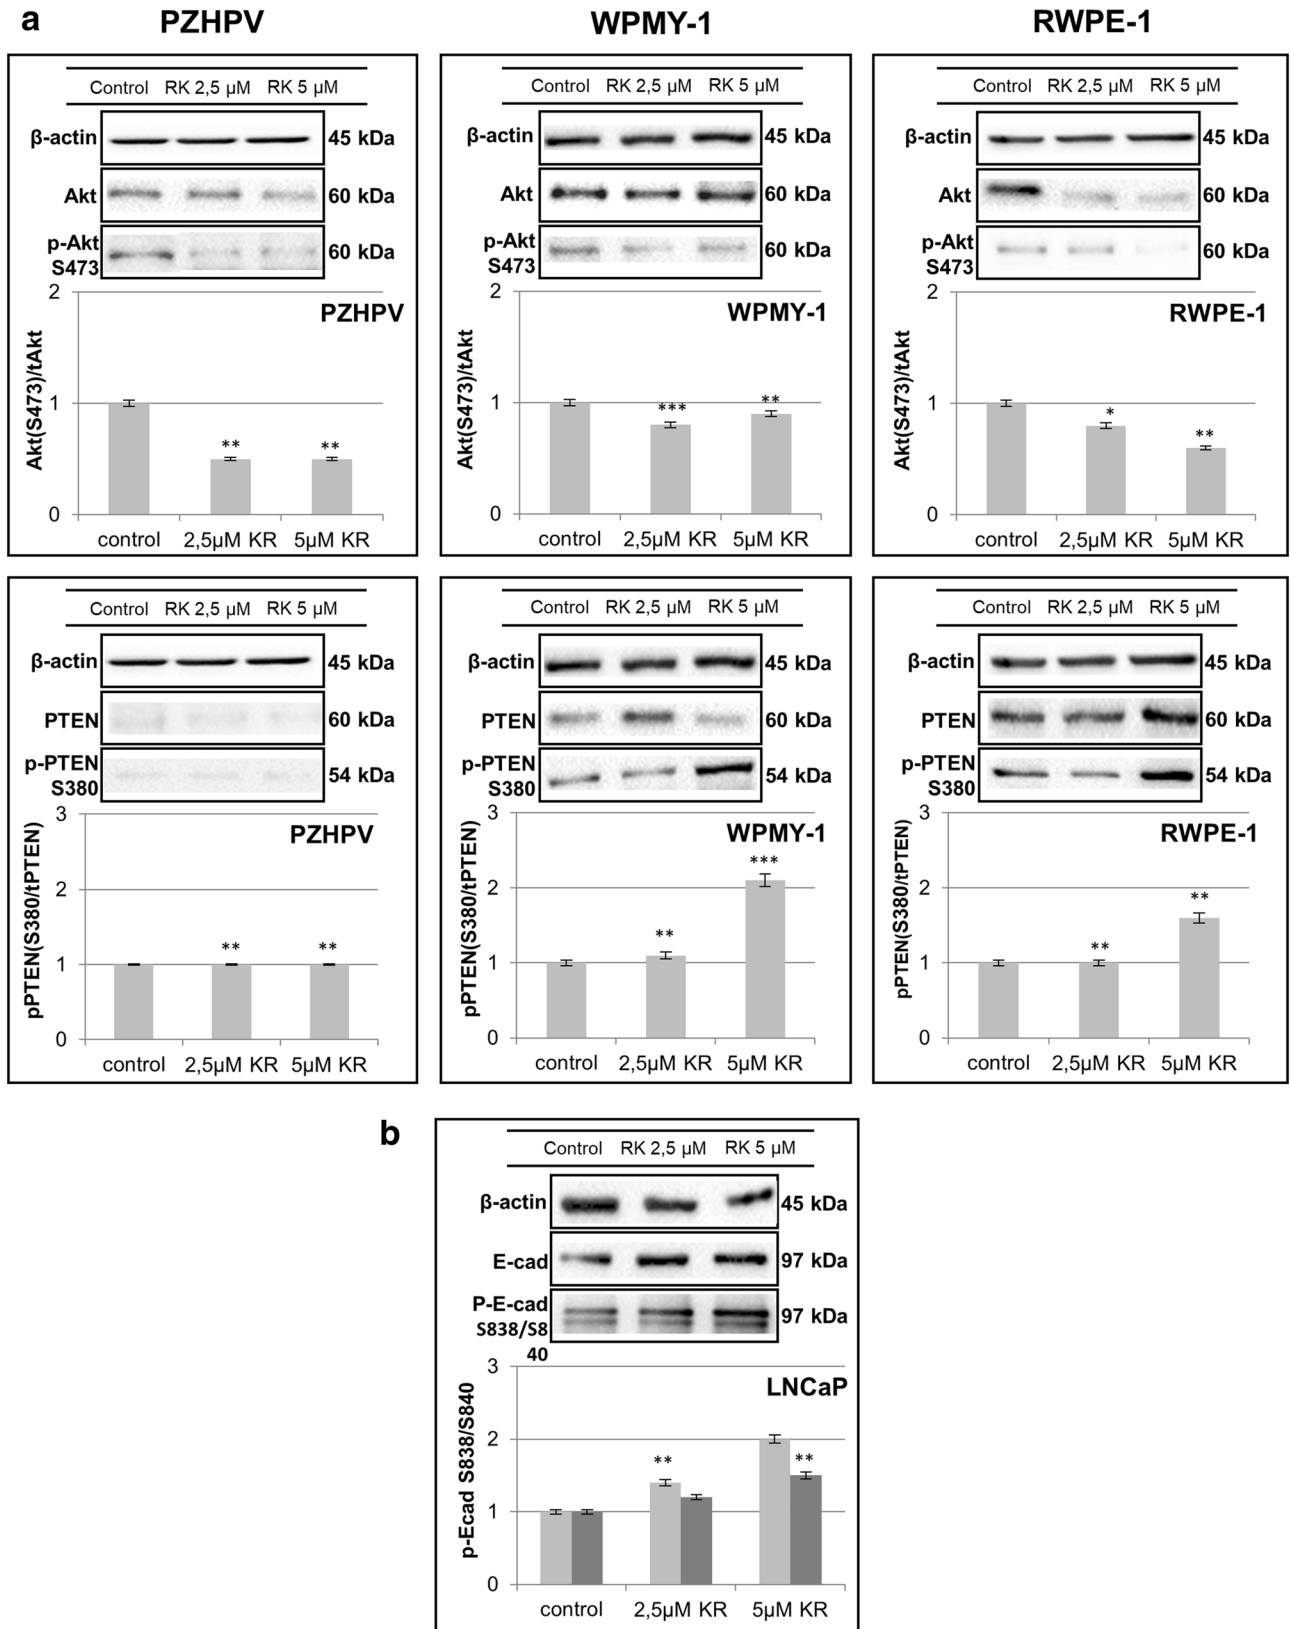 a
PZHPV WPMY-1 RWPE-1
Control RK 2,5 µM RK 5 µM
β-actin 45 kDa
Akt 60 kDa
p-Akt 60 kDa
S473
2
PZHPV
Akt(S473)/tAkt
1
** **
0
control 2,5µM KR 5µM KR
Control RK 2,5 µM RK 5 µM
β-actin 45 kDa
Akt 60 kDa
p-Akt 60 kDa
S473
2
WPMY-1
Akt(S473)/tAkt
1
*** **
0
control 2,5µM KR 5µM KR
Control RK 2,5 µM RK 5 µM
β-actin 45 kDa
Akt 60 kDa
p-Akt 60 kDa
S473
2
RWPE-1
Akt(S473)/tAkt
1
* **
0
control 2,5µM KR 5µM KR
Control RK 2,5 µM RK 5 µM
β-actin 45 kDa
PTEN 60 kDa
p-PTEN 54 kDa
S380
3
PZHPV
pPTEN(S380/tPTEN)
2
** **
1
0
control 2,5µM KR 5µM KR
Control RK 2,5 µM RK 5 µM
β-actin 45 kDa
PTEN 60 kDa
p-PTEN 54 kDa
S380
3
WPMY-1
pPTEN(S380/tPTEN)
***
2
**
1
0
control 2,5µM KR 5µM KR
Control RK 2,5 µM RK 5 µM
β-actin 45 kDa
PTEN 60 kDa
p-PTEN 54 kDa
S380
3
RWPE-1
pPTEN(S380/tPTEN)
2
**
**
1
0
control 2,5µM KR 5µM KR
b
Control RK 2,5 µM RK 5 µM
β-actin 45 kDa
E-cad 97 kDa
P-E-cad 97 kDa
S838/S8
40
3
LNCaP
p-Ecad S838/S840
2
** **
1
0
control 2,5µM KR 5µM KR